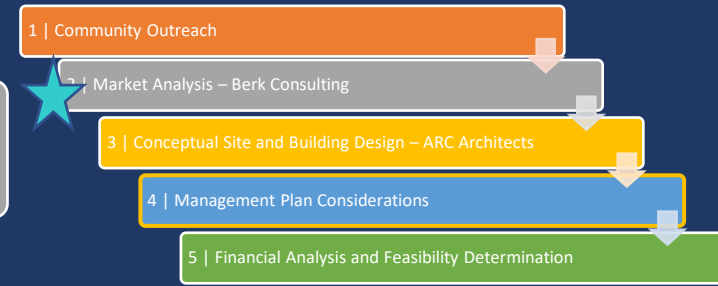 1 | Community Outreach
2 | Market Analysis – Berk Consulting
3 | Conceptual Site and Building Design – ARC Architects
4 | Management Plan Considerations
5 | Financial Analysis and Feasibility Determination